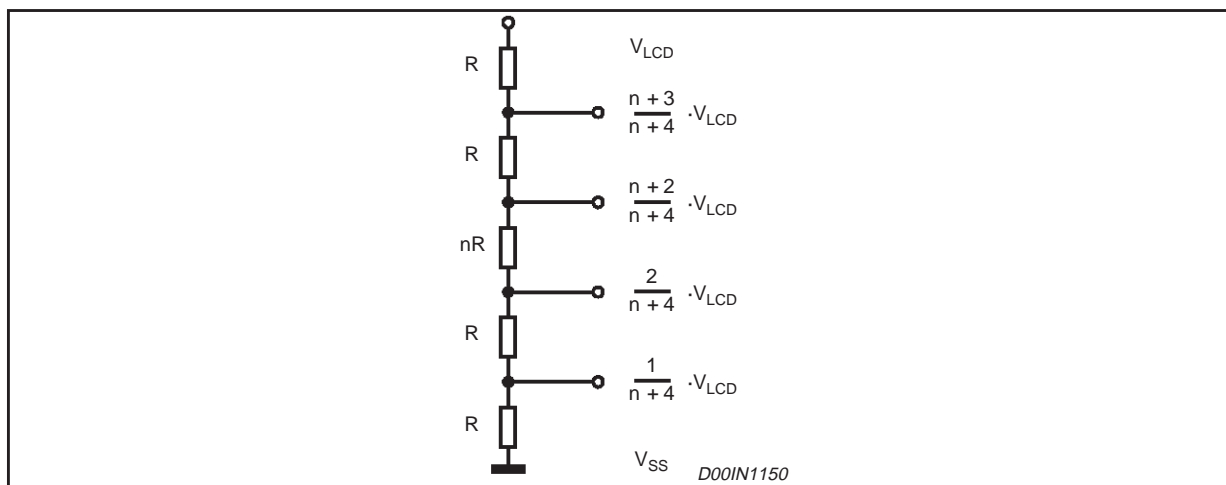 V_LCD
R
n + 3
n + 4
·V_LCD
R
n + 2
n + 4
·V_LCD
nR
2
n + 4
·V_LCD
R
1
n + 4
·V_LCD
R
V_SS
D00IN1150